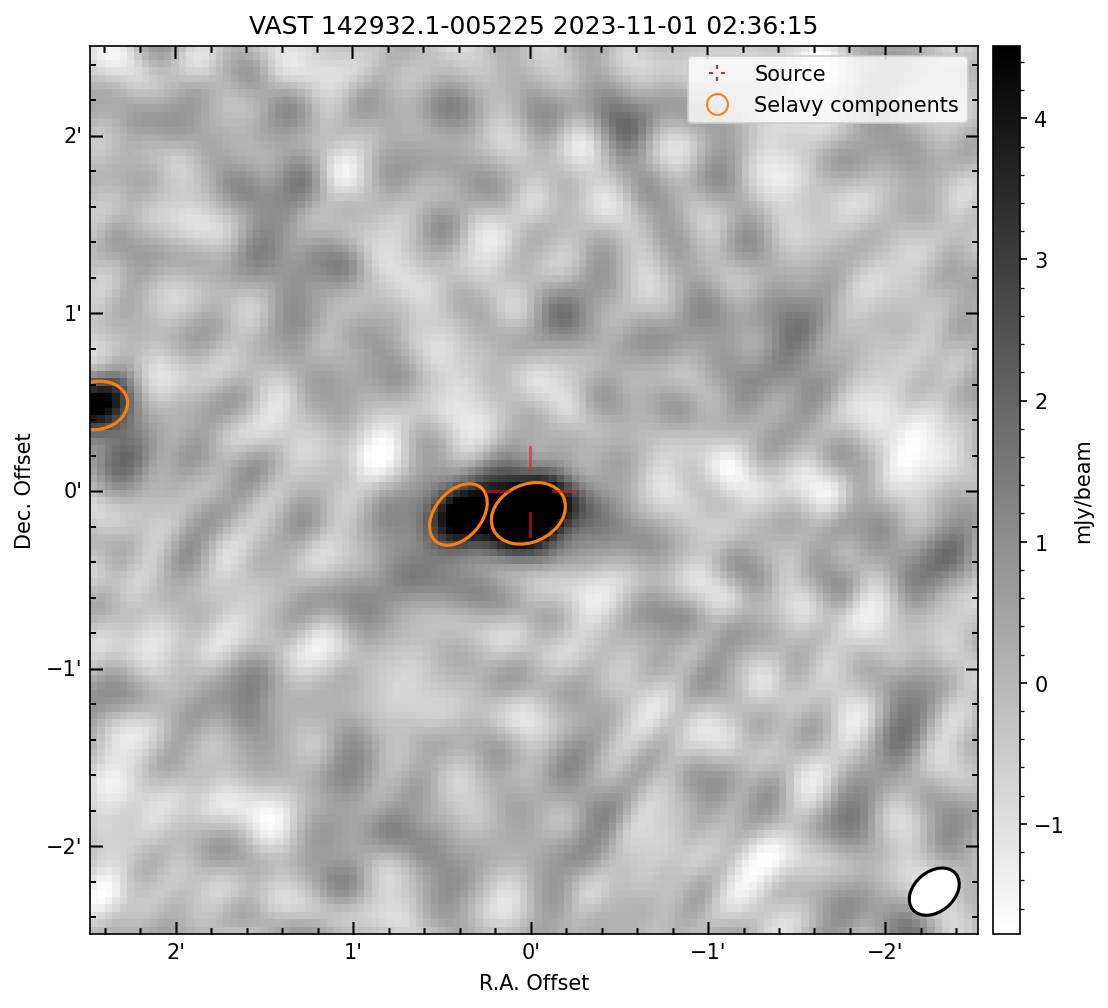 VAST 142932.1-005225 2023-11-01 02:36:15
Source
Selavy components
2'
1'
0'
−1'
−2'
Dec. Offset
2'
1'
0'
−1'
−2'
R.A. Offset
4
3
2
1
0
−1
mJy/beam